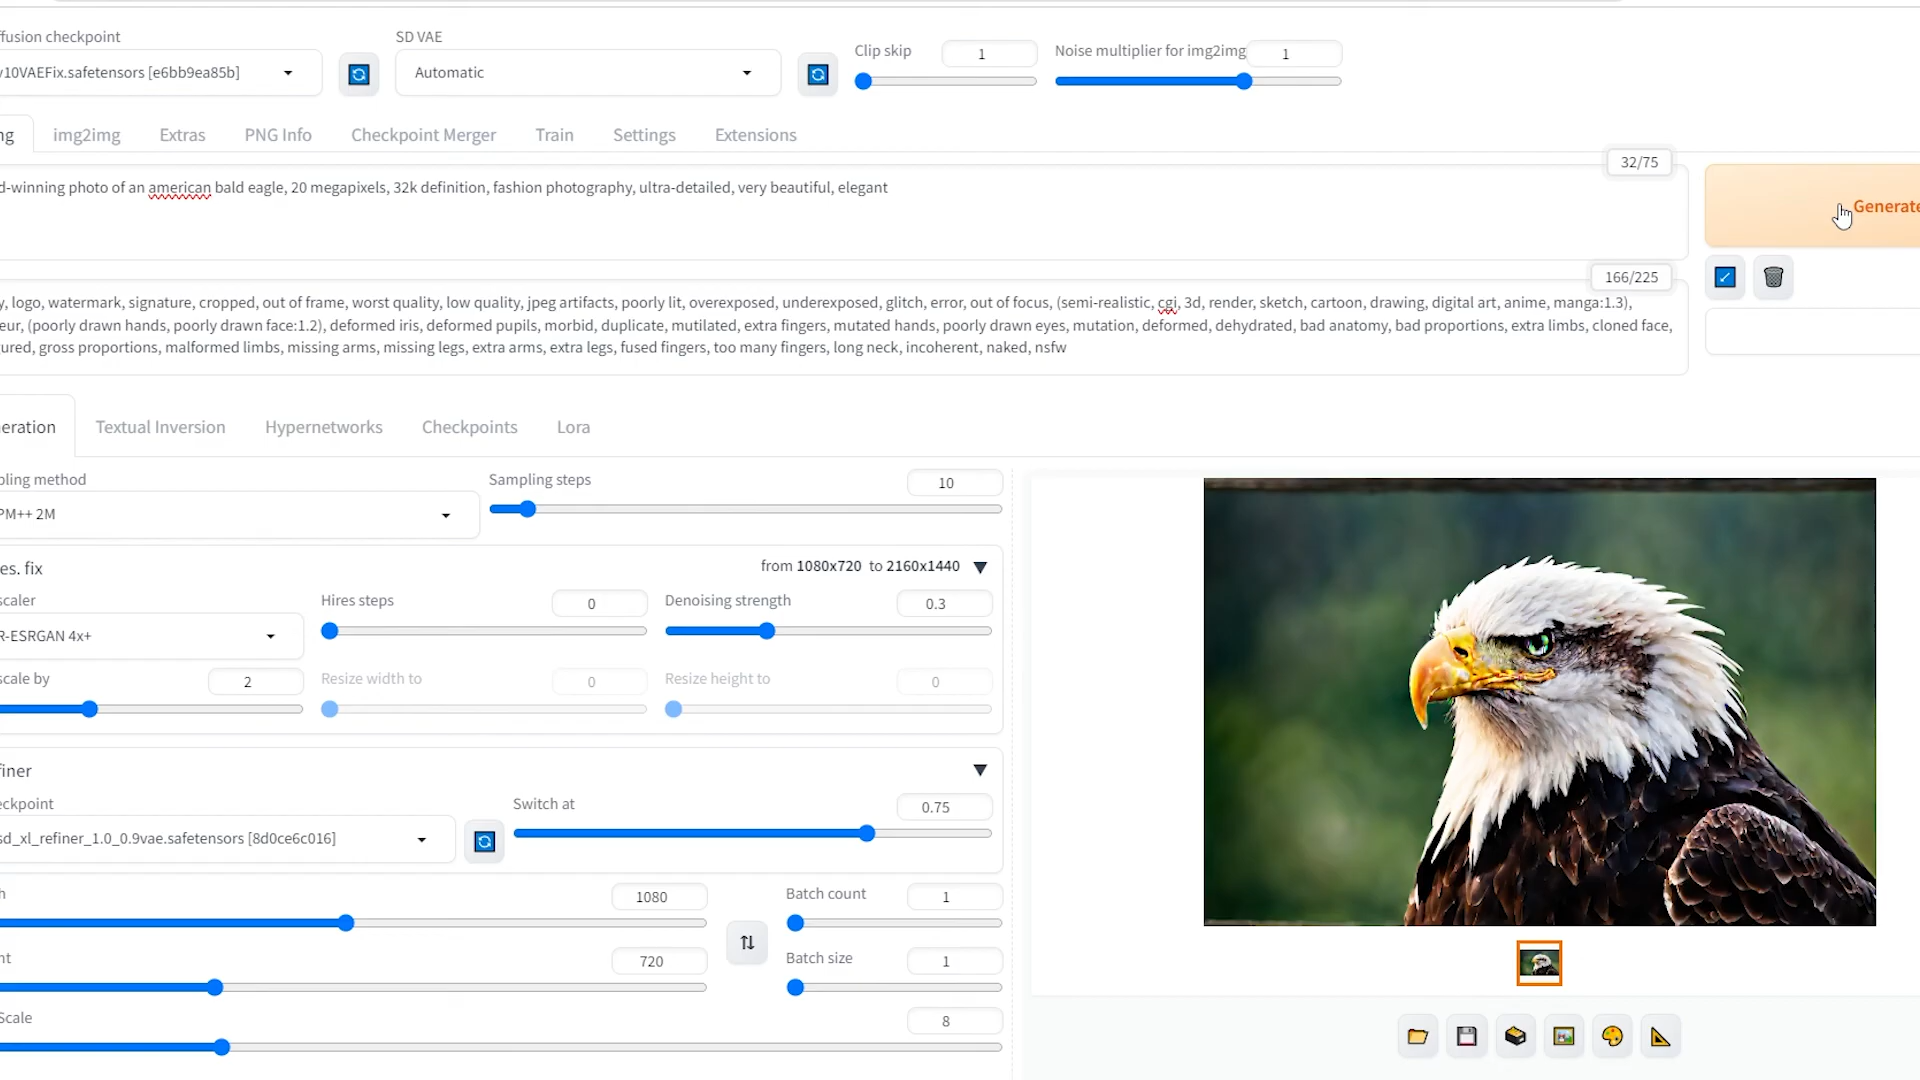 ffusion checkpoint
SD VAE
Clip skip
1
Noise multiplier for img2img
1
v10VAEFix.safetensors [e6bb9ea85b]
Automatic
ng
img2img
Extras
PNG Info
Checkpoint Merger
Train
Settings
Extensions
32/75
d-winning photo of an american bald eagle, 20 megapixels, 32k definition, fashion photography, ultra-detailed, very beautiful, elegant
Generate
166/225
y, logo, watermark, signature, cropped, out of frame, worst quality, low quality, jpeg artifacts, poorly lit, overexposed, underexposed, glitch, error, out of focus, (semi-realistic, cgi, 3d, render, sketch, cartoon, drawing, digital art, anime, manga:1.3),
eur, (poorly drawn hands, poorly drawn face:1.2), deformed iris, deformed pupils, morbid, duplicate, mutilated, extra fingers, mutated hands, poorly drawn eyes, mutation, deformed, dehydrated, bad anatomy, bad proportions, extra limbs, cloned face,
ured, gross proportions, malformed limbs, missing arms, missing legs, extra arms, extra legs, fused fingers, too many fingers, long neck, incoherent, naked, nsfw
eration
Textual Inversion
Hypernetworks
Checkpoints
Lora
pling method
Sampling steps
10
PM++ 2M
es. fix
from 1080x720 to 2160x1440
scaler
Hires steps
0
Denoising strength
0.3
R-ESRGAN 4x+
scale by
2
Resize width to
0
Resize height to
0
finer
eckpoint
Switch at
0.75
sd_xl_refiner_1.0_0.9vae.safetensors [8d0ce6c016]
h
1080
Batch count
1
ht
720
Batch size
1
Scale
8